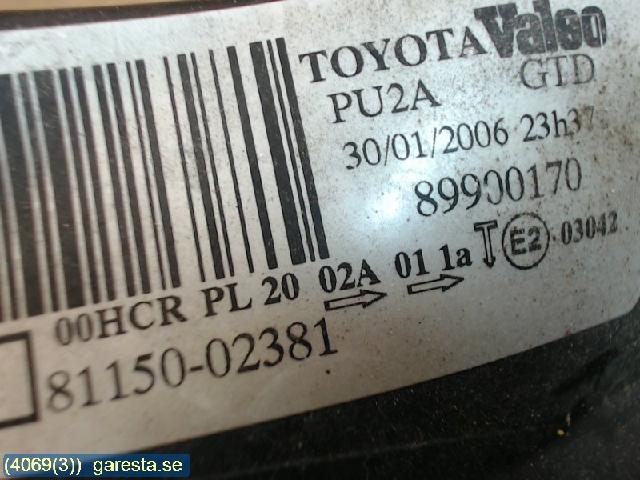 TOYOTA Valeo
PU2A GTD
30/01/2006 23h37
89900170
00HCR PL 20 02A 01 1a E2 03042
81150-02381
(4069(3)) garesta.se